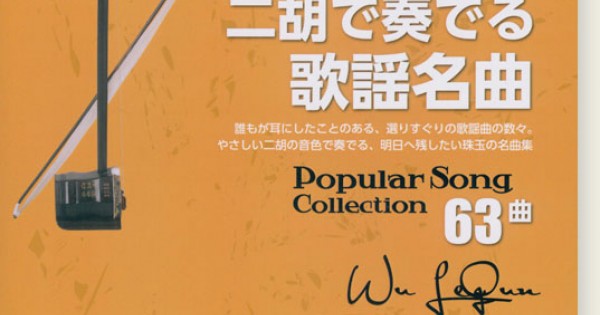 二胡で奏でる
歌謡名曲
誰もが耳にしたことのある、選りすぐりの歌謡曲の数々。
やさしい二胡の音色で奏でる、明日へ残したい珠玉の名曲集
Popular Song
Collection 63曲
Wu